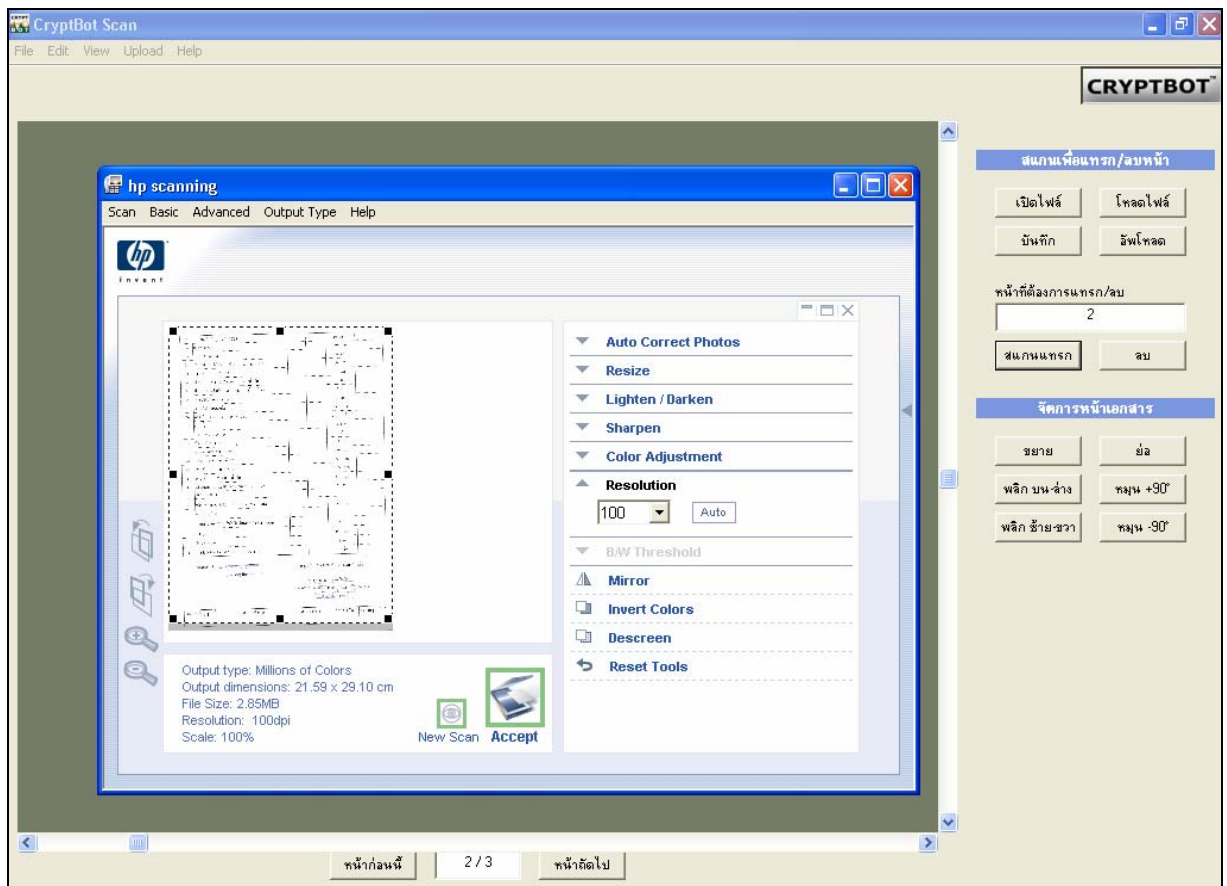 CryptBot Scan
File Edit View Upload Help
CRYPTBOT™
hp scanning
Scan Basic Advanced Output Type Help
hp
invent
Auto Correct Photos
Resize
Lighten / Darken
Sharpen
Color Adjustment
Resolution
100 Auto
B/W Threshold
Mirror
Invert Colors
Descreen
Reset Tools
Output type: Millions of Colors
Output dimensions: 21.59 x 29.10 cm
File Size: 2.85MB
Resolution: 100dpi
Scale: 100%
New Scan Accept
สแกนเพื่อแทรก/ลบหน้า
เปิดไฟล์ โหลดไฟล์
บันทึก อัพโหลด
หน้าที่ต้องการแทรก/ลบ
2
สแกนแทรก ลบ
จัดการหน้าเอกสาร
ขยาย ย่อ
พลิก บน-ล่าง หมุน +90°
พลิก ซ้าย-ขวา หมุน -90°
หน้าก่อนนี้ 2 / 3 หน้าถัดไป